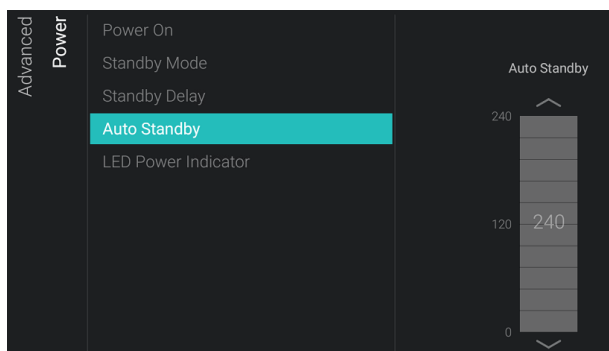 Advanced
Power
Power On
Standby Mode
Standby Delay
Auto Standby
LED Power Indicator
Auto Standby
240
120
240
0